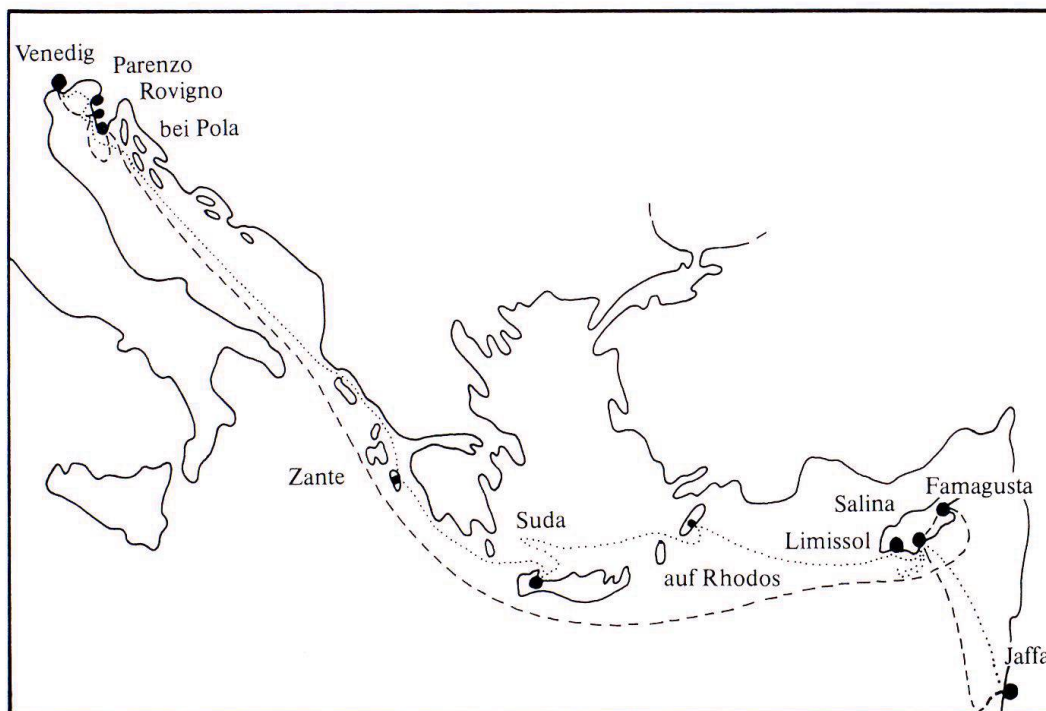 Venedig
Parenzo
Rovigno
bei Pola
Zante
Suda
auf Rhodos
Salina
Famagusta
Limissol
Jaffa